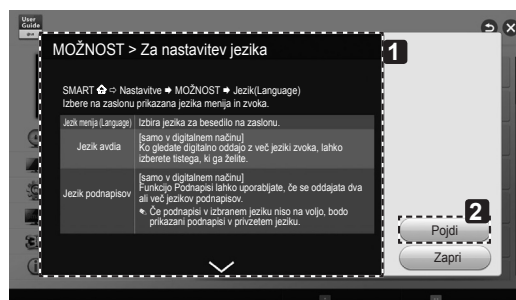 User
Guide
MOŽNOST > Za nastavitev jezika
1
SMART ⇨ Nastavitve ➡ MOŽNOST ➡ Jezik(Language)
Izbere na zaslonu prikazana jezika menija in zvoka.
Jezik menija (Language) Izbira jezika za besedilo na zaslonu.
Jezik avdia
[samo v digitalnem načinu]
Ko gledate digitalno oddajo z več jeziki zvoka, lahko
izberete tistega, ki ga želite.
Jezik podnapisov
[samo v digitalnem načinu]
Funkcijo Podnapisi lahko uporabljate, če se oddajata dva
ali več jezikov podnapisov.
Če podnapisi v izbranem jeziku niso na voljo, bodo
prikazani podnapisi v privzetem jeziku.
2
Pojdi
Zapri